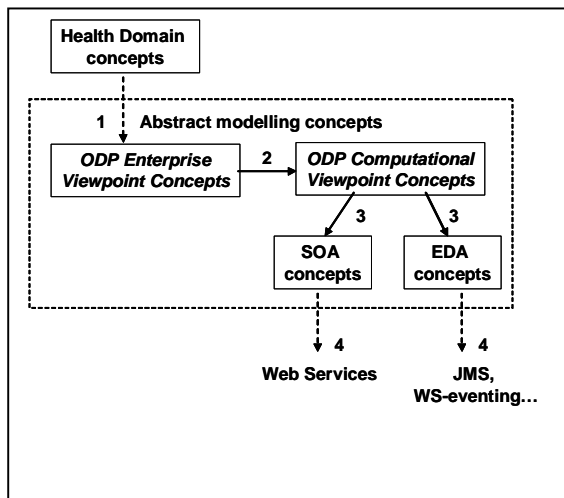 Health Domain
concepts
1 Abstract modelling concepts
ODP Enterprise
Viewpoint Concepts
2
ODP Computational
Viewpoint Concepts
3 3
SOA
concepts
EDA
concepts
4 4
Web Services
JMS,
WS-eventing…